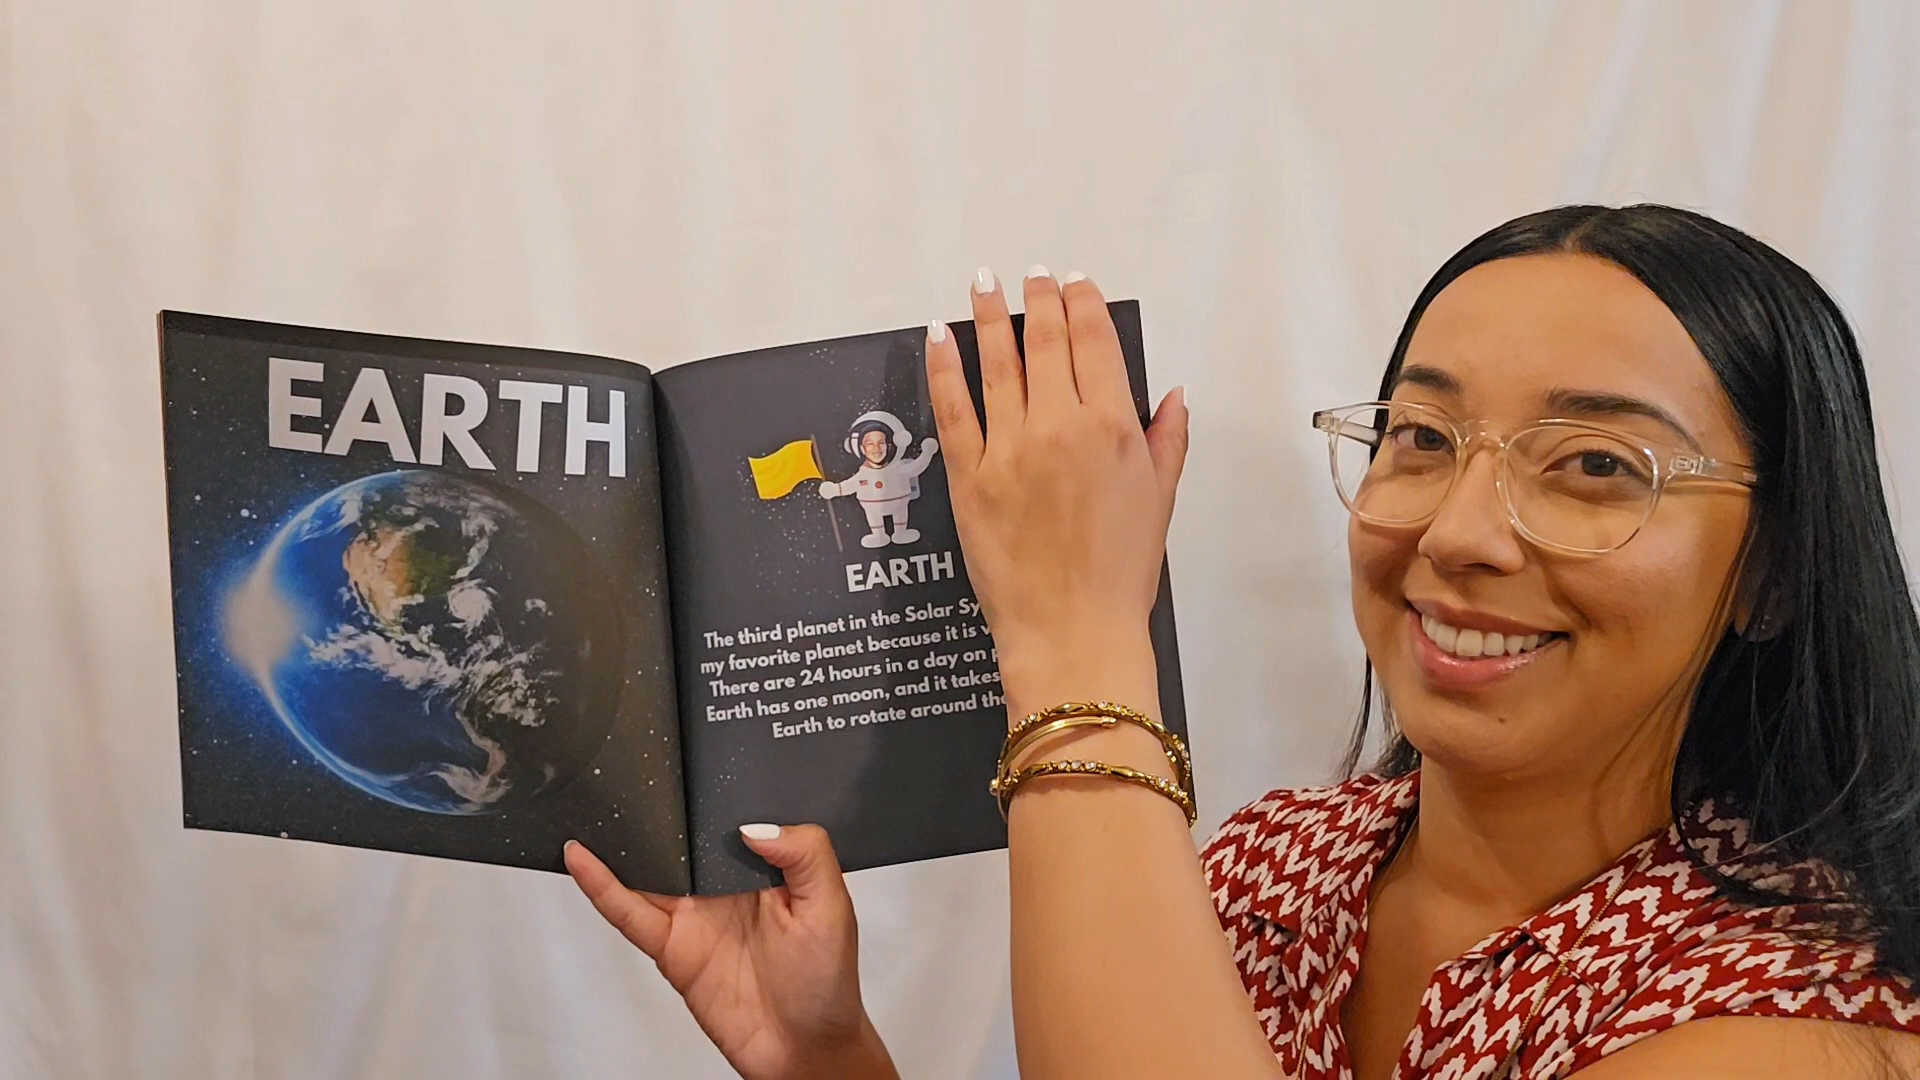 EARTH
EARTH
The third planet in the Solar
my favorite planet because it is
There are 24 hours in a day on
Earth has one moon, and it takes
Earth to rotate around the